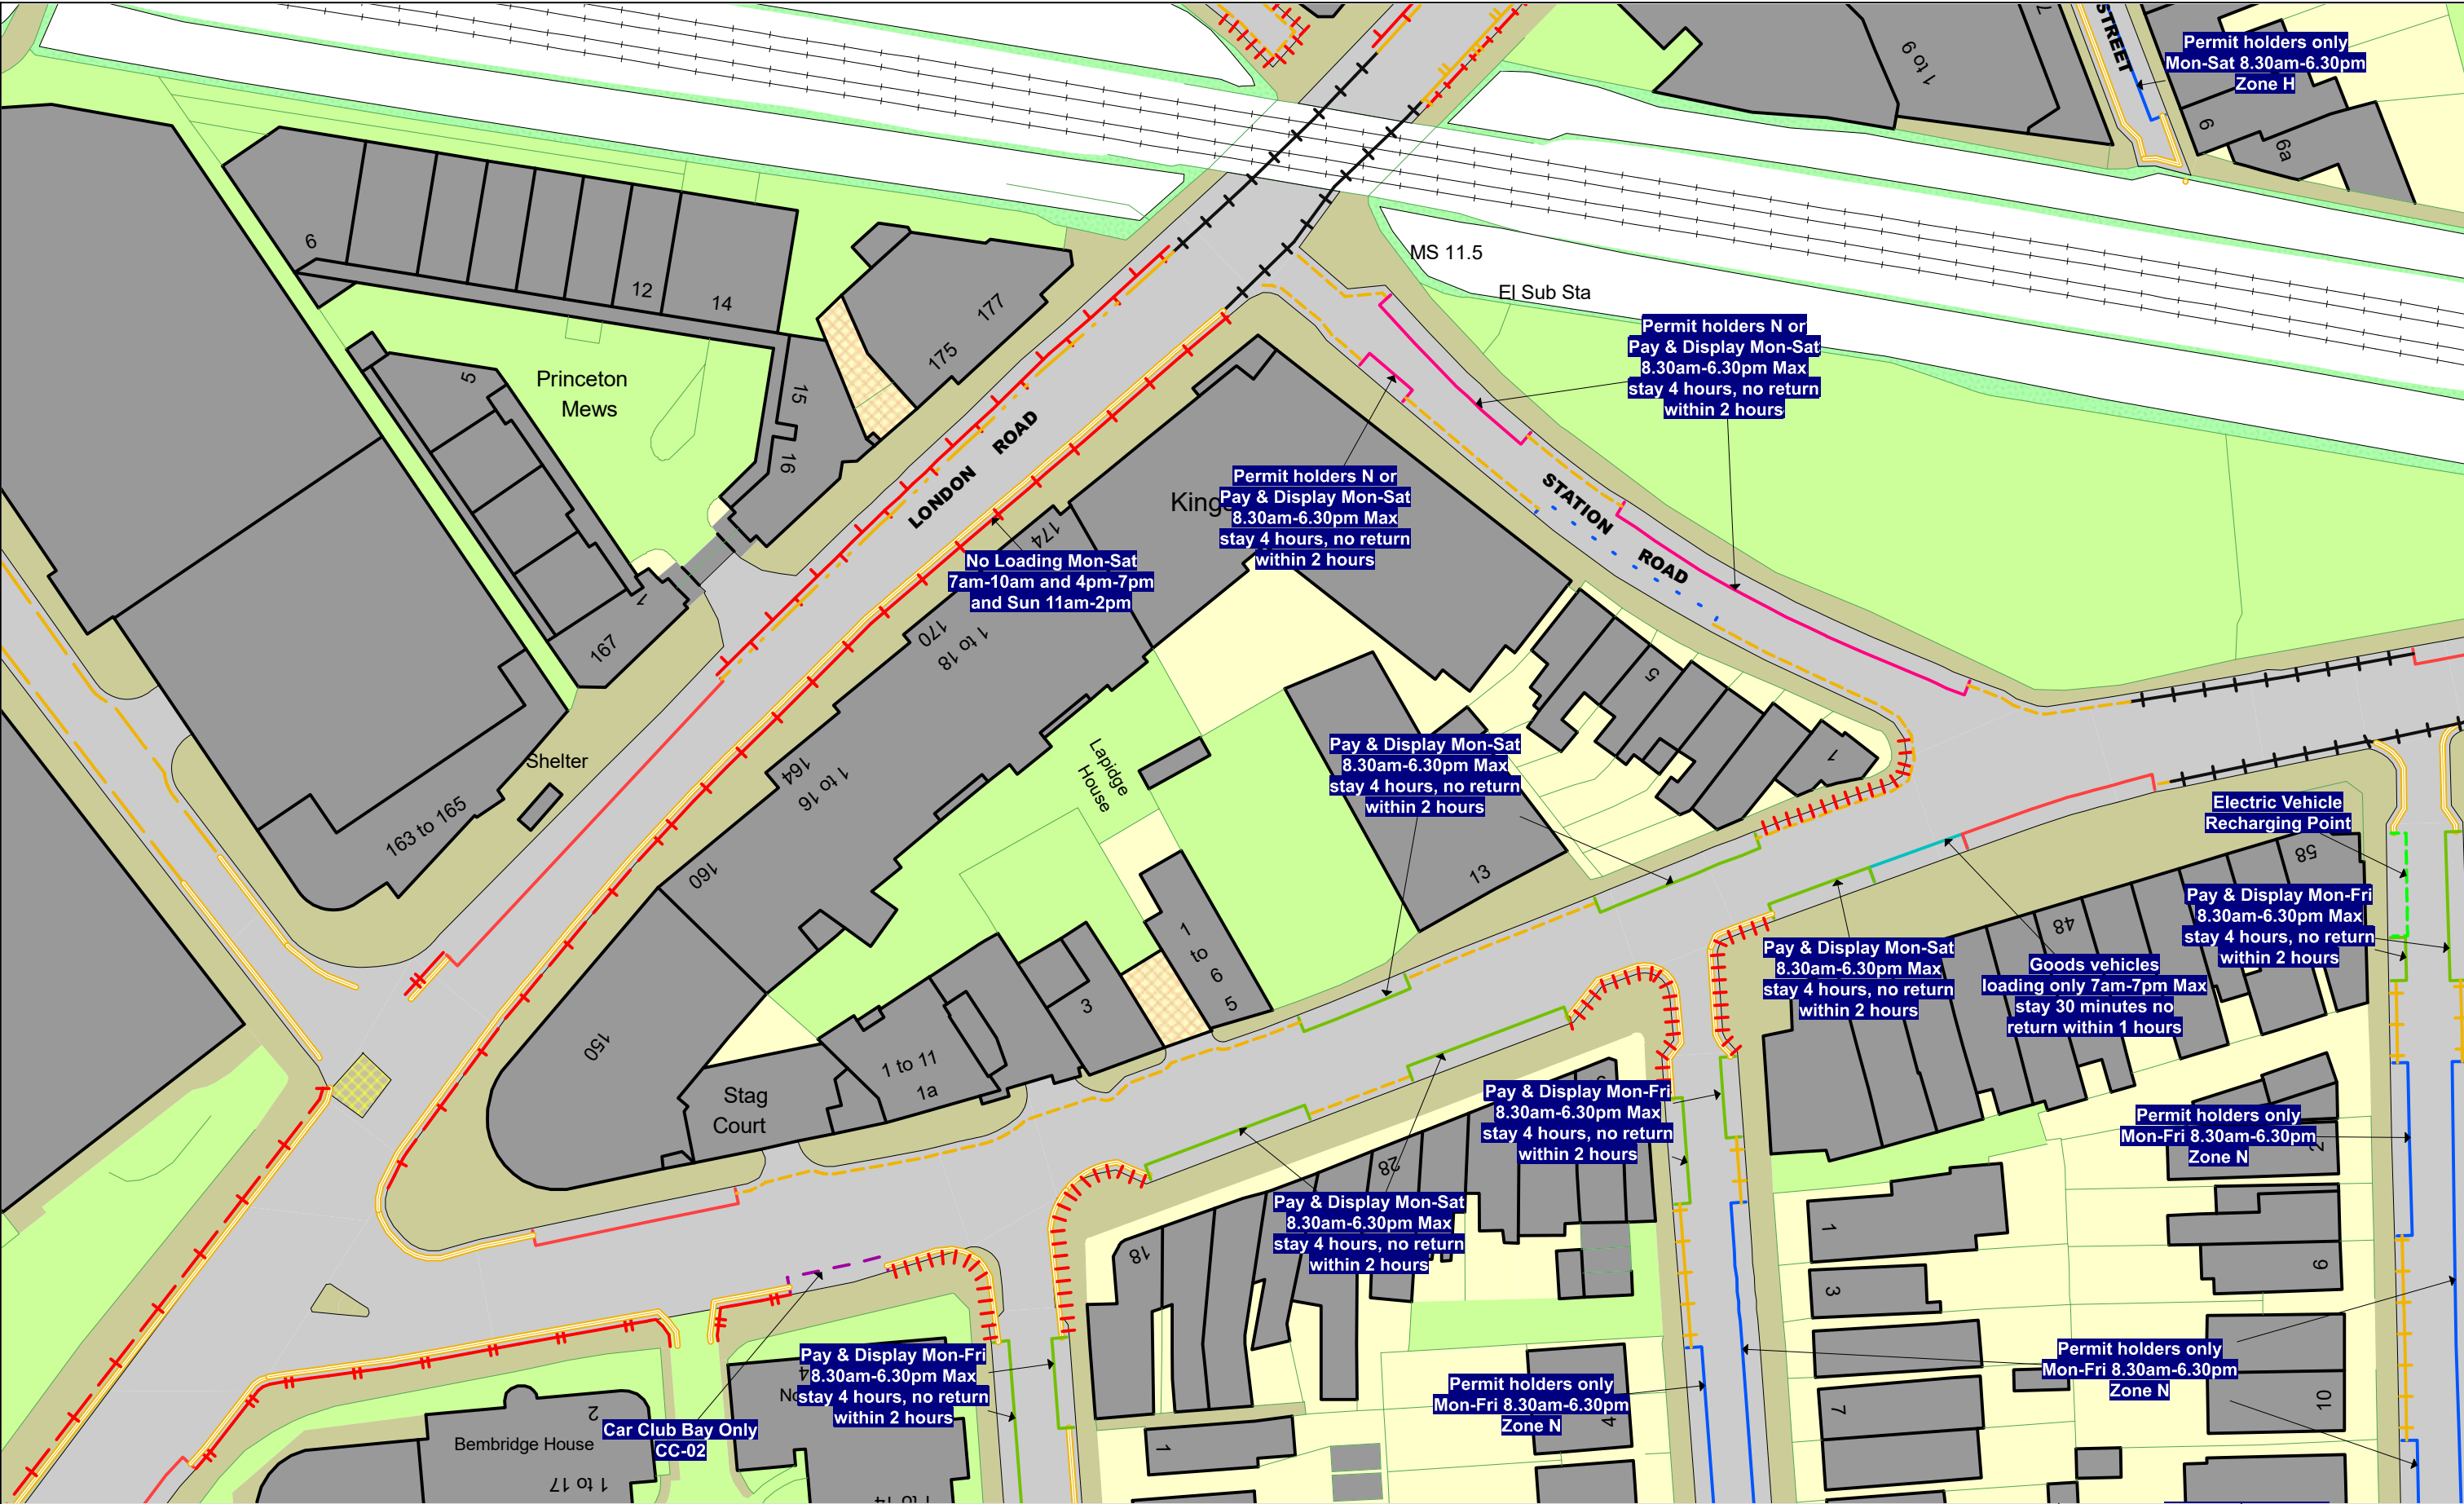 STREET
Permit holders only
Mon-Sat 8.30am-6.30pm
Zone H
7
1 to 9
6
6a
MS 11.5
El Sub Sta
6
12
14
177
175
5
Princeton
Mews
15
16
LONDON ROAD
Permit holders N or
Pay & Display Mon-Sat
8.30am-6.30pm Max
stay 4 hours, no return
within 2 hours
Permit holders N or
Pay & Display Mon-Sat
8.30am-6.30pm Max
stay 4 hours, no return
within 2 hours
STATION ROAD
174
No Loading Mon-Sat
7am-10am and 4pm-7pm
and Sun 11am-2pm
1
197
170
1 to 18
5
1
Shelter
163 to 165
164
1 to 16
Lapidge
House
Pay & Display Mon-Sat
8.30am-6.30pm Max
stay 4 hours, no return
within 2 hours
160
13
Electric Vehicle
Recharging Point
58
Pay & Display Mon-Fri
8.30am-6.30pm Max
stay 4 hours, no return
within 2 hours
48
Pay & Display Mon-Sat
8.30am-6.30pm Max
stay 4 hours, no return
within 2 hours
Goods vehicles
loading only 7am-7pm Max
stay 30 minutes no
return within 1 hours
1
to
6
5
3
150
1 to 11
1a
Stag
Court
Pay & Display Mon-Fri
8.30am-6.30pm Max
stay 4 hours, no return
within 2 hours
Permit holders only
Mon-Fri 8.30am-6.30pm
Zone N
2
28
Pay & Display Mon-Sat
8.30am-6.30pm Max
stay 4 hours, no return
within 2 hours
18
1
3
6
7
10
Pay & Display Mon-Fri
8.30am-6.30pm Max
stay 4 hours, no return
within 2 hours
Permit holders only
Mon-Fri 8.30am-6.30pm
Zone N
4
Permit holders only
Mon-Fri 8.30am-6.30pm
Zone N
Car Club Bay Only
CC-02
2
Bembridge House
1 to 17
1